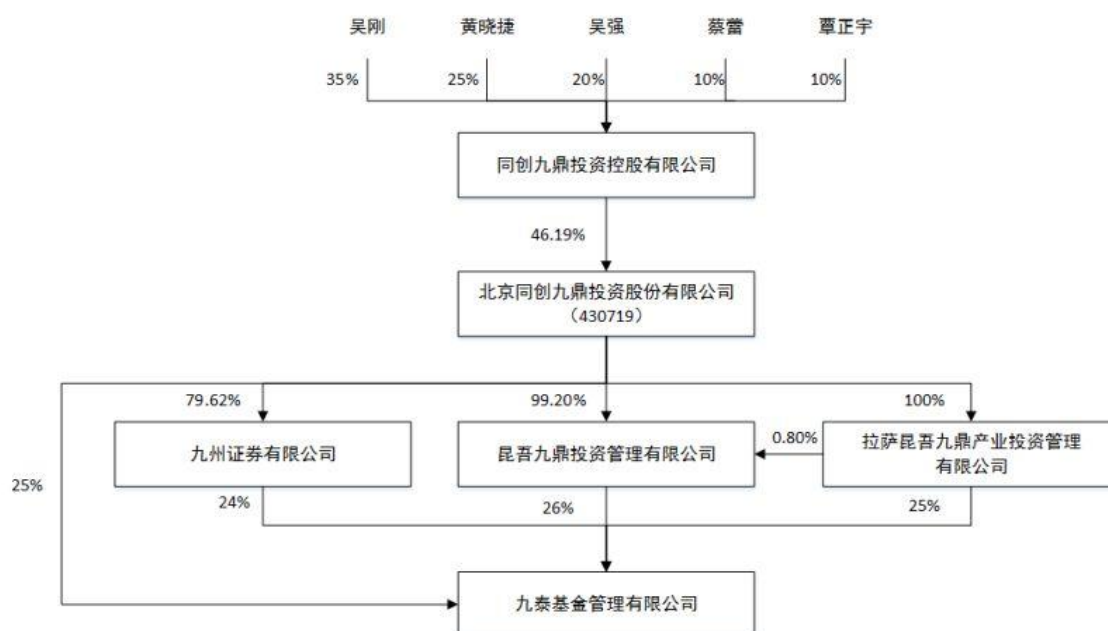 吴刚
黄晓捷
吴强
蔡蕾
覃正宇
35%
25%
20%
10%
10%
同创九鼎投资控股有限公司
46.19%
北京同创九鼎投资股份有限公司
（430719）
79.62%
99.20%
100%
九州证券有限公司
昆吾九鼎投资管理有限公司
0.80%
拉萨昆吾九鼎产业投资管理
有限公司
25%
24%
26%
25%
九泰基金管理有限公司